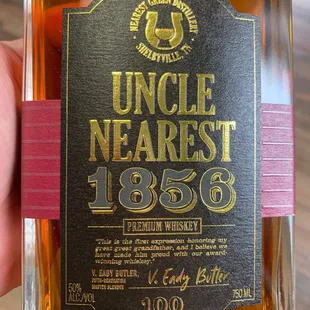 NEAREST GREEN DISTILLERY
SHELBYVILLE, TN
UNCLE
NEAREST
1856
PREMIUM WHISKEY
"This is the first expression honoring my
great great grandfather, and I believe we
have made him proud with our award-
winning whiskey."
V. EADY BUTLER,
V. Eady Butler
MASTER BLENDER
50%
ALC./VOL
100
750 ML